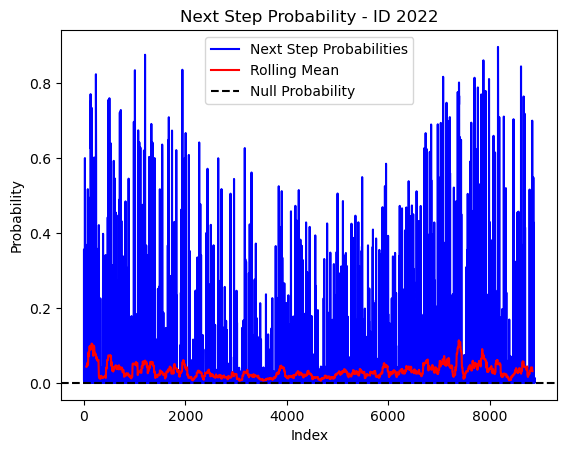 Next Step Probability - ID 2022
Next Step Probabilities
Rolling Mean
Null Probability
Probability
0.8
0.6
0.4
0.2
0.0
0
2000
4000
6000
8000
Index